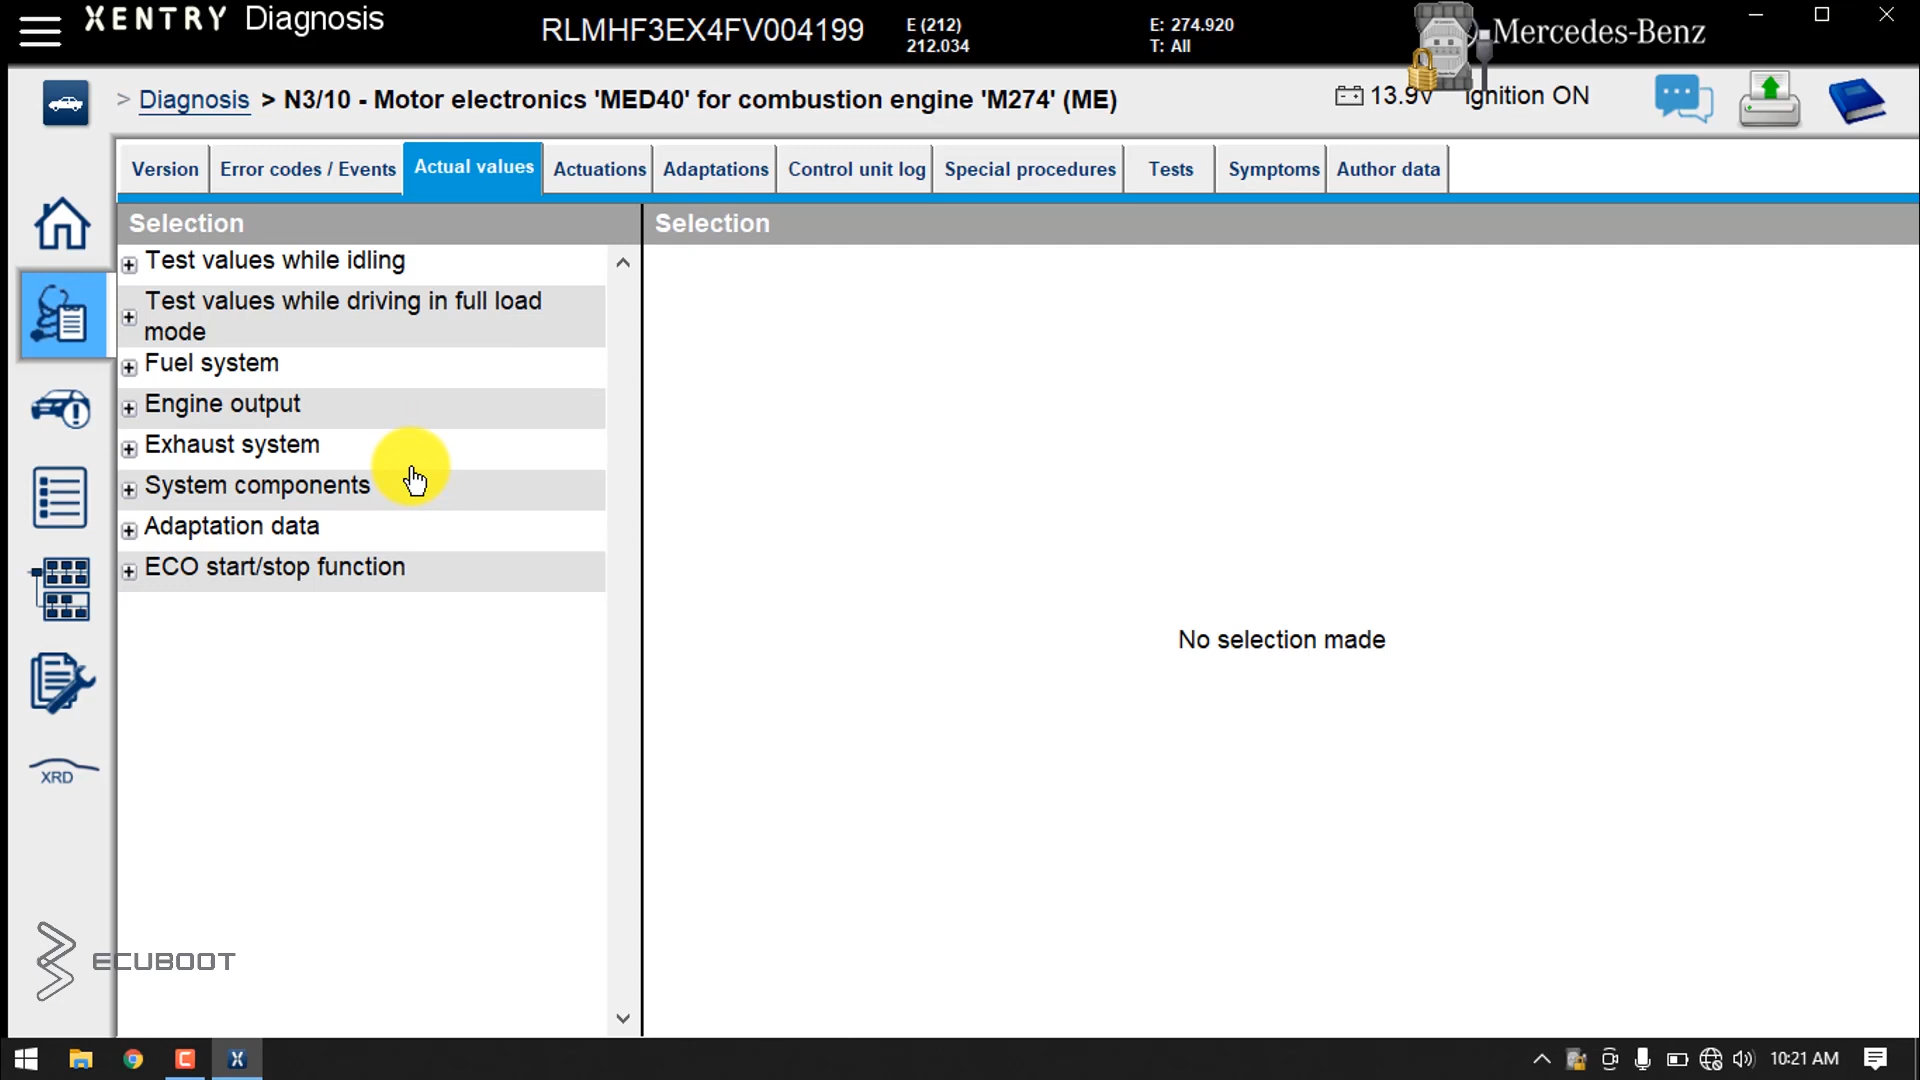 XENTRY Diagnosis
RLMHF3EX4FV004199
E (212)
212.034
E: 274.920
T: All
Mercedes-Benz
> Diagnosis > N3/10 - Motor electronics 'MED40' for combustion engine 'M274' (ME)
13.9V
Ignition ON
Version
Error codes / Events
Actual values
Actuations
Adaptations
Control unit log
Special procedures
Tests
Symptoms
Author data
Selection
Selection
Test values while idling
Test values while driving in full load
mode
Fuel system
Engine output
Exhaust system
System components
Adaptation data
ECO start/stop function
No selection made
XRD
ECUBOOT
10:21 AM